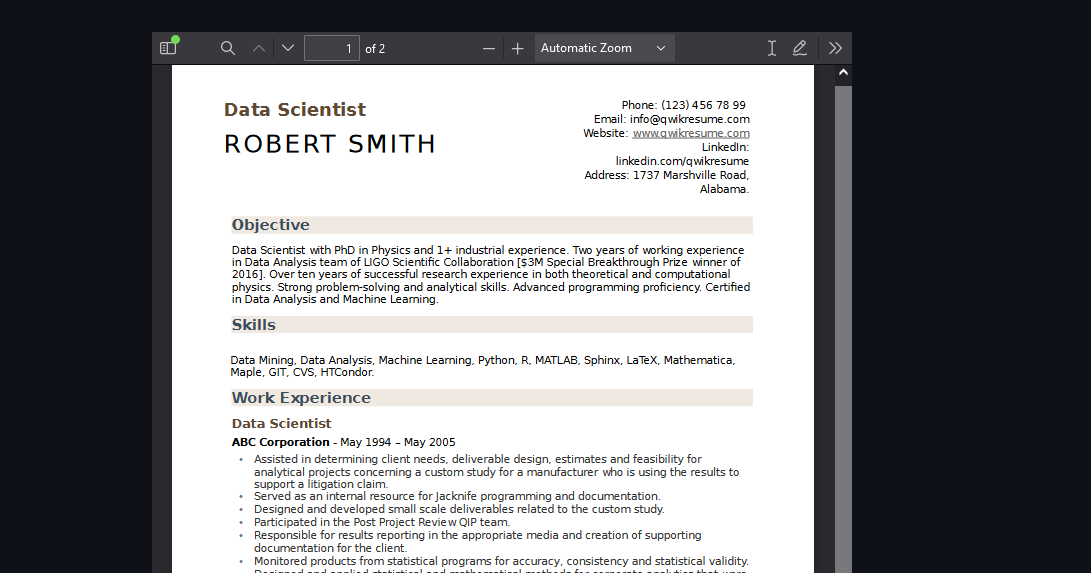 1 of 2 Automatic Zoom
Data Scientist
ROBERT SMITH
Phone: (123) 456 78 99
Email: info@qwikresume.com
Website: www.qwikresume.com
LinkedIn:
linkedin.com/qwikresume
Address: 1737 Marshville Road,
Alabama.
Objective
Data Scientist with PhD in Physics and 1+ industrial experience. Two years of working experience
in Data Analysis team of LIGO Scientific Collaboration [$3M Special Breakthrough Prize winner of
2016]. Over ten years of successful research experience in both theoretical and computational
physics. Strong problem-solving and analytical skills. Advanced programming proficiency. Certified
in Data Analysis and Machine Learning.
Skills
Data Mining, Data Analysis, Machine Learning, Python, R, MATLAB, Sphinx, LaTeX, Mathematica,
Maple, GIT, CVS, HTCondor.
Work Experience
Data Scientist
ABC Corporation - May 1994 – May 2005
• Assisted in determining client needs, deliverable design, estimates and feasibility for
analytical projects concerning a custom study for a manufacturer who is using the results to
support a litigation claim.
• Served as an internal resource for Jacknife programming and documentation.
• Designed and developed small scale deliverables related to the custom study.
• Participated in the Post Project Review QIP team.
• Responsible for results reporting in the appropriate media and creation of supporting
documentation for the client.
• Monitored products from statistical programs for accuracy, consistency and statistical validity.